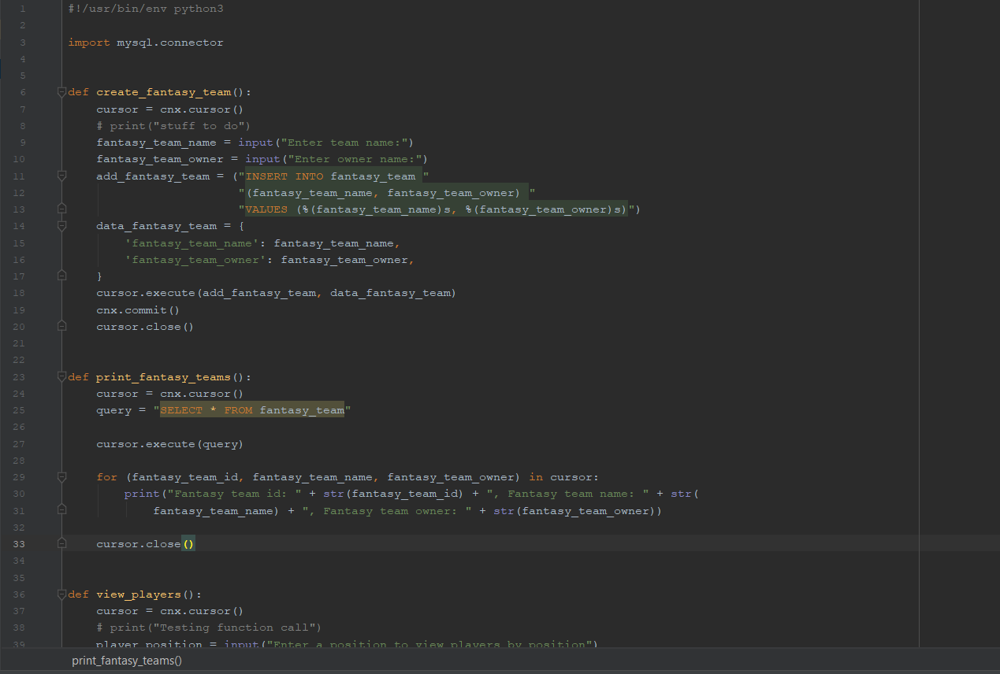 1 #!/usr/bin/env python3
2
3 import mysql.connector
4
5
6 def create_fantasy_team():
7     cursor = cnx.cursor()
8     # print("stuff to do")
9     fantasy_team_name = input("Enter team name:")
10     fantasy_team_owner = input("Enter owner name:")
11     add_fantasy_team = ("INSERT INTO fantasy_team "
12                         "(fantasy_team_name, fantasy_team_owner) "
13                         "VALUES (%(fantasy_team_name)s, %(fantasy_team_owner)s)")
14     data_fantasy_team = {
15         'fantasy_team_name': fantasy_team_name,
16         'fantasy_team_owner': fantasy_team_owner,
17     }
18     cursor.execute(add_fantasy_team, data_fantasy_team)
19     cnx.commit()
20     cursor.close()
21
22
23 def print_fantasy_teams():
24     cursor = cnx.cursor()
25     query = "SELECT * FROM fantasy_team"
26
27     cursor.execute(query)
28
29     for (fantasy_team_id, fantasy_team_name, fantasy_team_owner) in cursor:
30         print("Fantasy team id: " + str(fantasy_team_id) + ", Fantasy team name: " + str(
31             fantasy_team_name) + ", Fantasy team owner: " + str(fantasy_team_owner))
32
33     cursor.close()
34
35
36 def view_players():
37     cursor = cnx.cursor()
38     # print("Testing function call")
39     player_position = input("Enter a position to view players by position")
print_fantasy_teams()